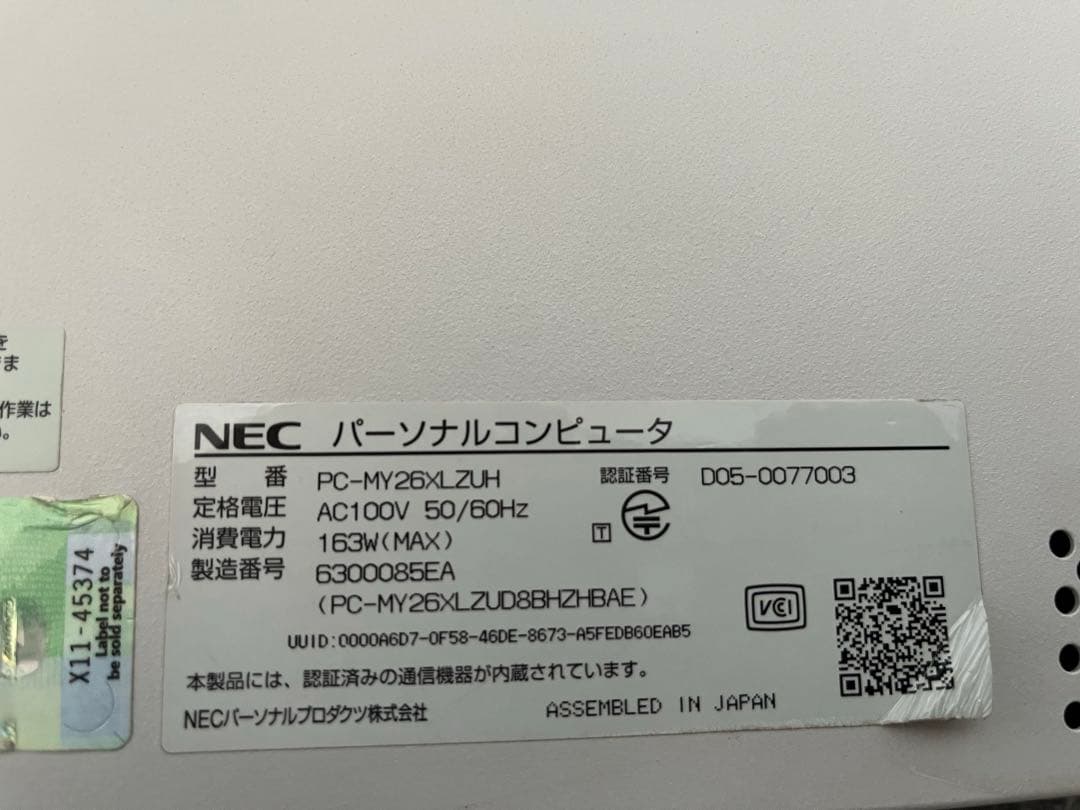 を
ま
作業は
い。
X11-45374
Label not to
be sold separately
NEC パーソナルコンピュータ
型 番 PC-MY26XLZUH 認証番号 D05-0077003
定格電圧 AC100V 50/60Hz
消費電力 163W(MAX)
T
製造番号 6300085EA
(PC-MY26XLZUD8BHZHBAE)
VCI
UUID:0000A6D7-0F58-46DE-8673-A5FEDB60EAB5
本製品には、認証済みの通信機器が内蔵されています。
NECパーソナルプロダクツ株式会社 ASSEMBLED IN JAPAN